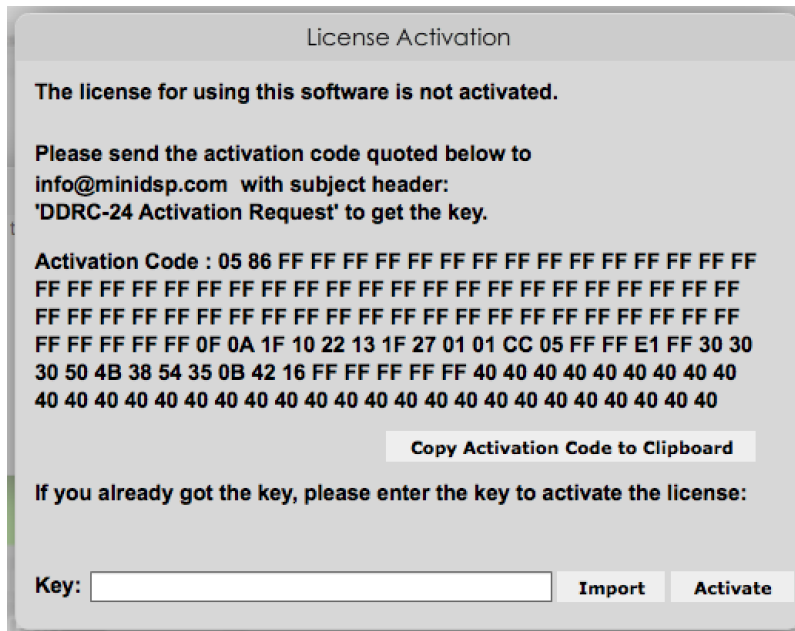 License Activation
The license for using this software is not activated.
Please send the activation code quoted below to
info@minidsp.com with subject header:
'DDRC-24 Activation Request' to get the key.
Activation Code : 05 86 FF FF FF FF FF FF FF FF FF FF FF FF FF FF FF
FF FF FF FF FF FF FF FF FF FF FF FF FF FF FF FF FF FF FF FF FF FF
FF FF FF FF FF FF FF FF FF FF FF FF FF FF FF FF FF FF FF FF FF FF
FF FF FF FF FF 0F 0A 1F 10 22 13 1F 27 01 01 CC 05 FF FF E1 FF 30 30
30 50 4B 38 54 35 0B 42 16 FF FF FF FF FF 40 40 40 40 40 40 40 40 40
40 40 40 40 40 40 40 40 40 40 40 40 40 40 40 40 40 40 40 40 40 40 40
Copy Activation Code to Clipboard
If you already got the key, please enter the key to activate the license:
Key:
Import
Activate